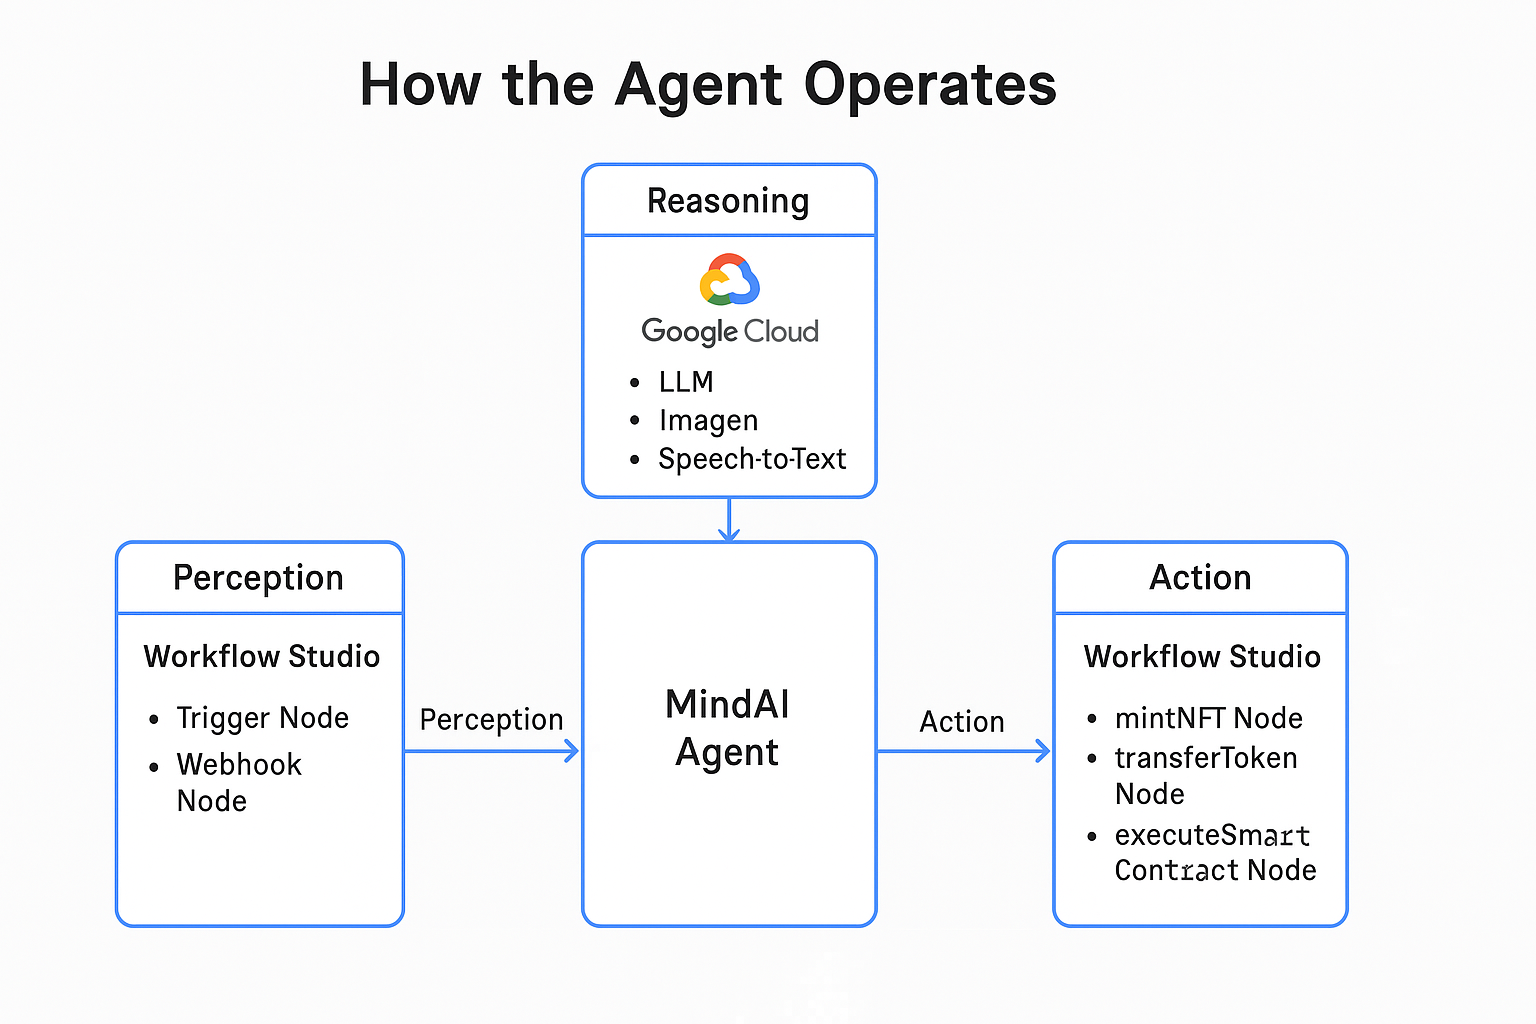 How the Agent Operates
Reasoning
Google Cloud
• LLM
• Imagen
• Speech-to-Text
Perception
Workflow Studio
• Trigger Node
• Webhook
Node
Perception
MindAI
Agent
Action
Action
Workflow Studio
• mintNFT Node
• transferToken
Node
• executeSmart
Contract Node